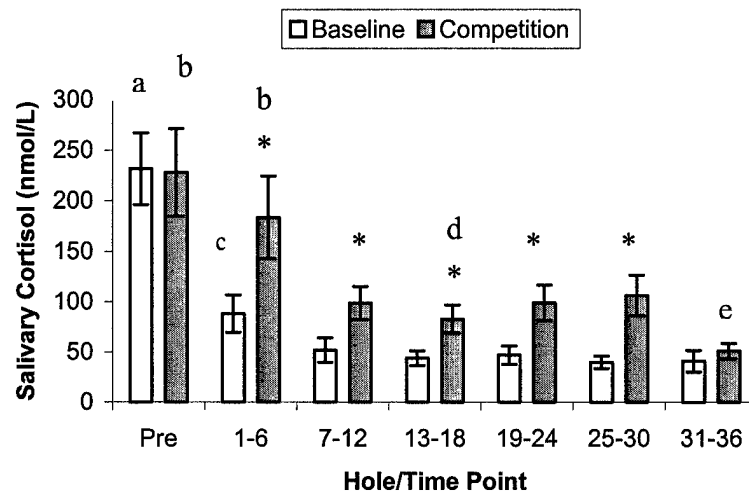 Baseline Competition
a b b
* * d * *
c * e
300
250
200
150
100
50
0
Salivary Cortisol (nmol/L)
Pre 1-6 7-12 13-18 19-24 25-30 31-36
Hole/Time Point